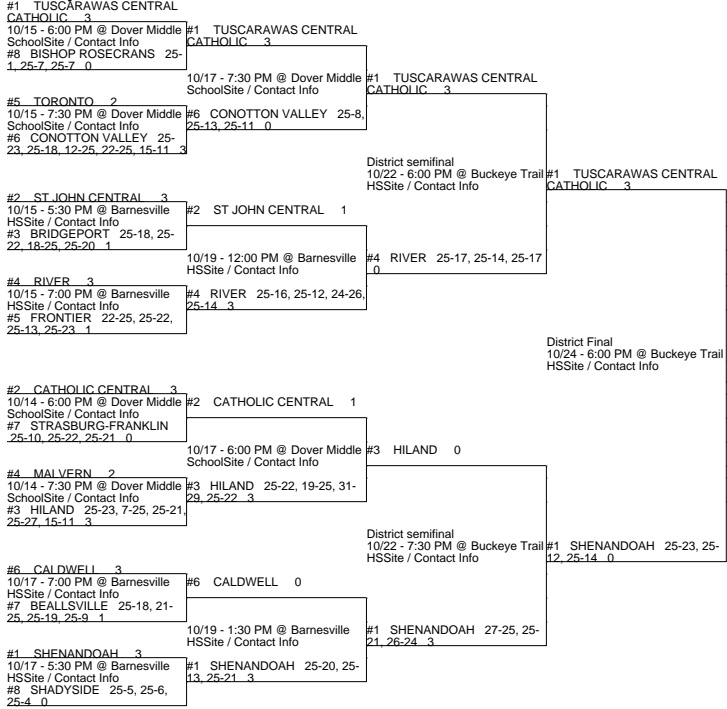 #1 TUSCARAWAS CENTRAL
CATHOLIC 3
10/15 - 6:00 PM @ Dover Middle
SchoolSite / Contact Info
#8 BISHOP ROSECRANS 25-
1, 25-7, 25-7 0
#5 TORONTO 2
10/15 - 7:30 PM @ Dover Middle
SchoolSite / Contact Info
#6 CONOTTON VALLEY 25-
23, 25-18, 12-25, 22-25, 15-11 3
#2 ST JOHN CENTRAL 3
10/15 - 5:30 PM @ Barnesville
HSSite / Contact Info
#3 BRIDGEPORT 25-18, 25-
22, 18-25, 25-20 1
#4 RIVER 3
10/15 - 7:00 PM @ Barnesville
HSSite / Contact Info
#5 FRONTIER 22-25, 25-22,
25-13, 25-23 1
#2 CATHOLIC CENTRAL 3
10/14 - 6:00 PM @ Dover Middle
SchoolSite / Contact Info
#7 STRASBURG-FRANKLIN
25-10, 25-22, 25-21 0
#4 MALVERN 2
10/14 - 7:30 PM @ Dover Middle
SchoolSite / Contact Info
#3 HILAND 25-23, 7-25, 25-21,
25-27, 15-11 3
#6 CALDWELL 3
10/17 - 7:00 PM @ Barnesville
HSSite / Contact Info
#7 BEALLSVILLE 25-18, 21-
25, 25-19, 25-9 1
#1 SHENANDOAH 3
10/17 - 5:30 PM @ Barnesville
HSSite / Contact Info
#8 SHADYSIDE 25-5, 25-6,
25-4 0
#1 TUSCARAWAS CENTRAL
CATHOLIC 3
10/17 - 7:30 PM @ Dover Middle
SchoolSite / Contact Info
#6 CONOTTON VALLEY 25-8,
25-13, 25-11 0
#2 ST JOHN CENTRAL 1
10/19 - 12:00 PM @ Barnesville
HSSite / Contact Info
#4 RIVER 25-16, 25-12, 24-26,
25-14 3
#2 CATHOLIC CENTRAL 1
10/17 - 6:00 PM @ Dover Middle
SchoolSite / Contact Info
#3 HILAND 25-22, 19-25, 31-
29, 25-22 3
#6 CALDWELL 0
10/19 - 1:30 PM @ Barnesville
HSSite / Contact Info
#1 SHENANDOAH 25-20, 25-
13, 25-21 3
#1 TUSCARAWAS CENTRAL
CATHOLIC 3
District semifinal
10/22 - 6:00 PM @ Buckeye Trail
HSSite / Contact Info
#4 RIVER 25-17, 25-14, 25-17
0
#3 HILAND 0
District semifinal
10/22 - 7:30 PM @ Buckeye Trail
HSSite / Contact Info
#1 SHENANDOAH 27-25, 25-
21, 26-24 3
#1 TUSCARAWAS CENTRAL
CATHOLIC 3
District Final
10/24 - 6:00 PM @ Buckeye Trail
HSSite / Contact Info
#1 SHENANDOAH 25-23, 25-
12, 25-14 0